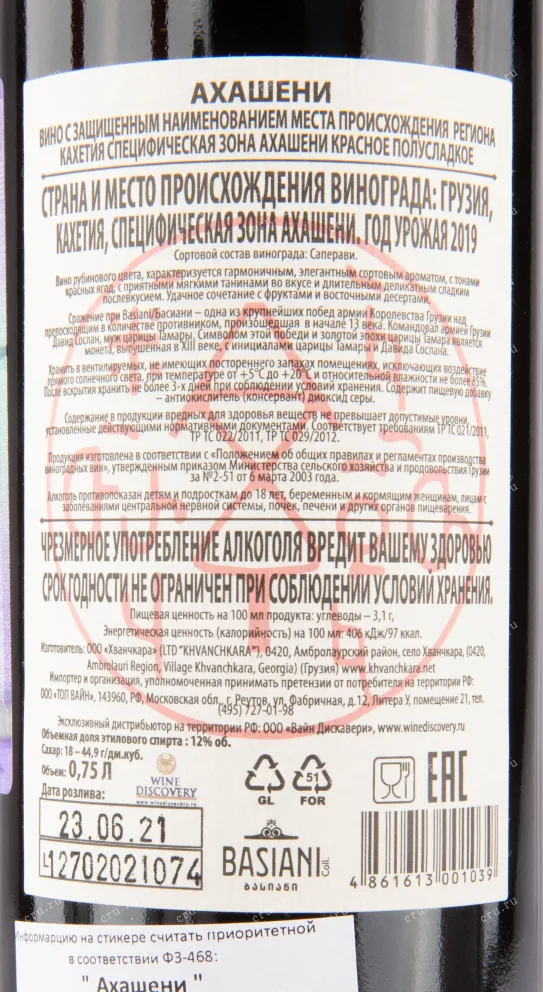 АХАШЕНИ
ВИНО С ЗАЩИЩЕННЫМ НАИМЕНОВАНИЕМ МЕСТА ПРОИСХОЖДЕНИЯ РЕГИОНА
КАХЕТИЯ СПЕЦИФИЧЕСКАЯ ЗОНА АХАШЕНИ КРАСНОЕ ПОЛУСЛАДКОЕ
СТРАНА И МЕСТО ПРОИСХОЖДЕНИЯ ВИНОГРАДА: ГРУЗИЯ,
КАХЕТИЯ, СПЕЦИФИЧЕСКАЯ ЗОНА АХАШЕНИ. ГОД УРОЖАЯ 2019
Сортовой состав винограда: Саперави.
Вино рубинового цвета, характеризуется гармоничным, элегантным сортовым ароматом, с тонами
красных ягод, с приятными мягкими танинами во вкусе и длительным деликатным сладким
послевкусием. Удачное сочетание с фруктами и восточными десертами.
Сражение при Basiani/Басиани – одна из крупнейших побед армии Королевства Грузии над
превосходящим в количестве противником, произошедшая в начале 13 века. Командовал армией Грузии
Давид Сослан, муж царицы Тамары. Символом этой победы и золотой эпохи царицы Тамара является
монета, выпущенная в XIII веке, с инициалами царицы Тамары и Давида Сослана.
Хранить в вентилируемых, не имеющих постороннего запаха помещениях, исключающих воздействие
прямого солнечного света, при температуре от +5°С до +20°С и относительной влажности не более 85%.
После вскрытия хранить не более 3-х дней при соблюдении условий хранения. Содержит пищевую добавку
– антиокислитель (консервант) диоксид серы.
Содержание в продукции вредных для здоровья веществ не превышает допустимые уровни,
установленные действующими нормативными документами. Соответствует требованиям ТР ТС 021/2011,
ТР ТС 022/2011, ТР ТС 029/2012.
Продукция изготовлена в соответствии с «Положением об общих правилах и регламентах производства
виноградных вин», утвержденным приказом Министерства сельского хозяйства и продовольствия Грузии
за №2-51 от 6 марта 2003 года.
Алкоголь противопоказан детям и подросткам до 18 лет, беременным и кормящим женщинам, лицам с
заболеваниями центральной нервной системы, почек, печени и других органов пищеварения.
ЧРЕЗМЕРНОЕ УПОТРЕБЛЕНИЕ АЛКОГОЛЯ ВРЕДИТ ВАШЕМУ ЗДОРОВЬЮ
СРОК ГОДНОСТИ НЕ ОГРАНИЧЕН ПРИ СОБЛЮДЕНИИ УСЛОВИЙ ХРАНЕНИЯ.
Пищевая ценность на 100 мл продукта: углеводы – 3,1 г,
Энергетическая ценность (калорийность) на 100 мл: 406 кДж/97 ккал.
Изготовитель: ООО «Хванчкара» (LTD "KHVANCHKARA"), 0420, Амбролаурский район, село Хванчкара, (0420,
Ambrolauri Region, Village Khvanchkara, Georgia) (Грузия) www.khvanchkara.net
Импортер и организация, уполномоченная принимать претензии от потребителей на территории РФ:
ООО «ТОП ВАЙН», 143960, РФ, Московская обл., г. Реутов, ул. Фабричная, д.12, Литера У, помещение 21, тел.
(495) 727-01-98
Эксклюзивный дистрибьютор на территории РФ: ООО «Вайн Дискавери», www.winediscovery.ru
Объемная доля этилового спирта : 12% об.
Сахар: 18 – 44,9 г/дм.куб.
Объем: 0,75 Л
Дата розлива:
23.06.21
L12702021074
WINE
DISCOVERY
www.winediscovery.ru
GL
51
FOR
BASIANI
Coll.
ᲑᲐᲡᲘᲐᲜᲘ
EAC
4 861613 001039
Информацию на стикере считать приоритетной
в соответствии ФЗ-468:
" Ахашени "